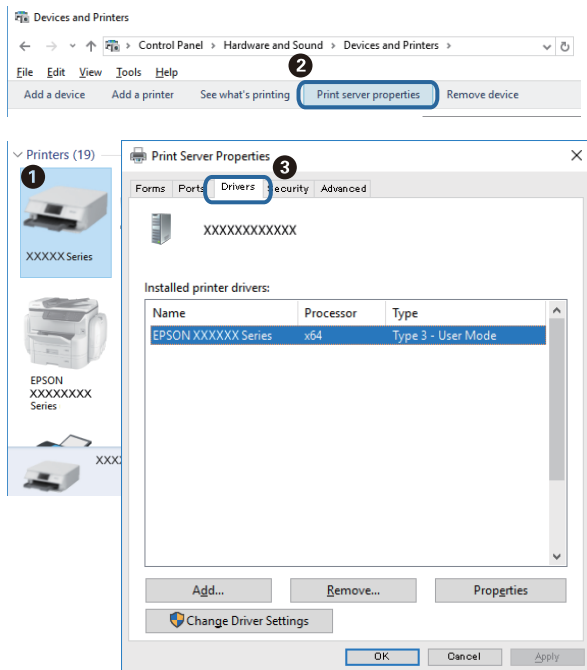 Devices and Printers
Control Panel > Hardware and Sound > Devices and Printers >
File Edit View Tools Help
2
Add a device Add a printer See what's printing Print server properties Remove device
Printers (19)
1
XXXXX Series
EPSON
XXXXXXXX
Series
XXX
Print Server Properties
3
Forms Ports Drivers Security Advanced
XXXXXXXXXXXX
Installed printer drivers:
Name Processor Type
EPSON XXXXXX Series x64 Type 3 - User Mode
Add... Remove... Properties
Change Driver Settings
OK Cancel Apply